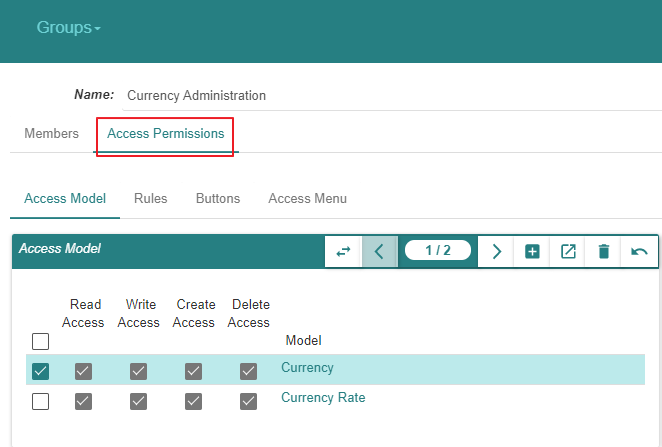 Groups
Name: Currency Administration
Members Access Permissions
Access Model Rules Buttons Access Menu
Access Model 1 / 2
Read Access Write Access Create Access Delete Access
Model
Currency
Currency Rate